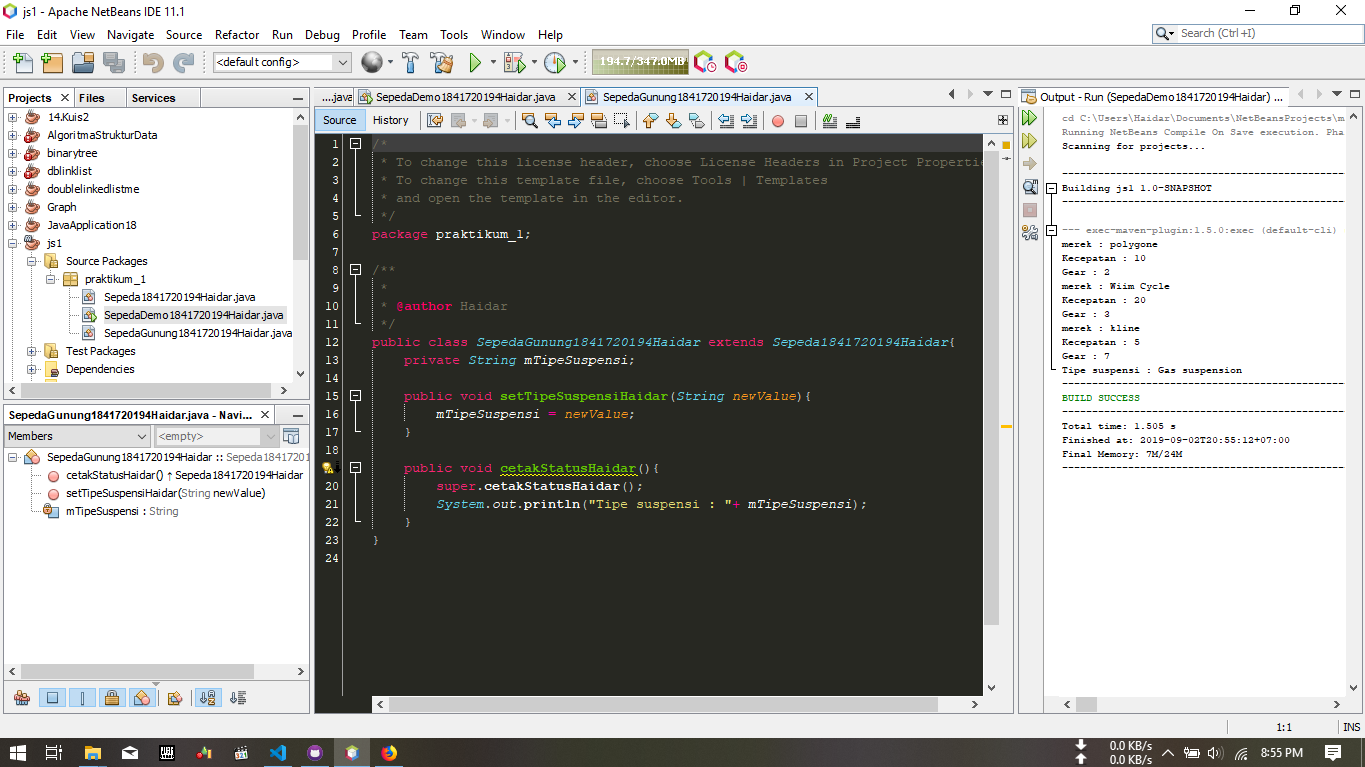 js1 - Apache NetBeans IDE 11.1
File Edit View Navigate Source Refactor Run Debug Profile Team Tools Window Help
Search (Ctrl+I)
<default config>
194.7/347.0MB
Projects
Files
Services
14.Kuis2
AlgoritmaStrukturData
binarytree
dblinklist
doublelinkedlistme
Graph
JavaApplication18
js1
Source Packages
praktikum_1
Sepeda1841720194Haidar.java
SepedaDemo1841720194Haidar.java
SepedaGunung1841720194Haidar.java
Test Packages
Dependencies
SepedaGunung1841720194Haidar.java - Navi...
Members
<empty>
SepedaGunung1841720194Haidar :: Sepeda18417201
cetakStatusHaidar() ↑ Sepeda1841720194Haidar
setTipeSuspensiHaidar(String newValue)
mTipeSuspensi : String
....java
SepedaDemo1841720194Haidar.java
SepedaGunung1841720194Haidar.java
Source
History
1 /*
2 * To change this license header, choose License Headers in Project Propertie
3 * To change this template file, choose Tools | Templates
4 * and open the template in the editor.
5 */
6 package praktikum_1;
7
8 /**
9 *
10 * @author Haidar
11 */
12 public class SepedaGunung1841720194Haidar extends Sepeda1841720194Haidar{
13 private String mTipeSuspensi;
14
15 public void setTipeSuspensiHaidar(String newValue){
16 mTipeSuspensi = newValue;
17 }
18
public void cetakStatusHaidar(){
20 super.cetakStatusHaidar();
21 System.out.println("Tipe suspensi : "+ mTipeSuspensi);
22 }
23 }
24
Output - Run (SepedaDemo1841720194Haidar) ...
cd C:\Users\Haidar\Documents\NetBeansProjects\m
Running NetBeans Compile On Save execution. Pha
Scanning for projects...
Building js1 1.0-SNAPSHOT
--- exec-maven-plugin:1.5.0:exec (default-cli)
merek : polygone
Kecepatan : 10
Gear : 2
merek : Wiim Cycle
Kecepatan : 20
Gear : 3
merek : kline
Kecepatan : 5
Gear : 7
Tipe suspensi : Gas suspension
BUILD SUCCESS
Total time: 1.505 s
Finished at: 2019-09-02T20:55:12+07:00
Final Memory: 7M/24M
1:1
INS
0.0 KB/s
0.0 KB/s
8:55 PM